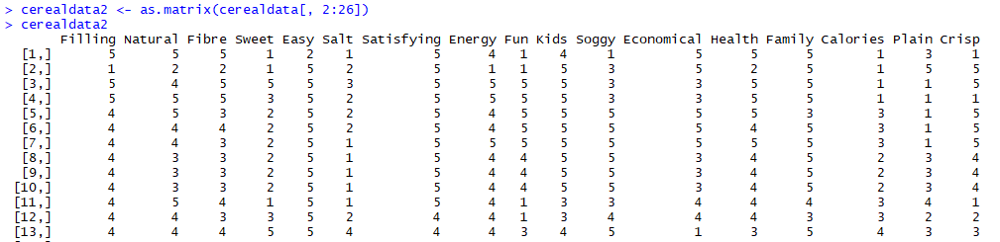 > cerealdata2 <- as.matrix(cerealdata[, 2:26])
> cerealdata2
Filling Natural Fibre Sweet Easy Salt Satisfying Energy Fun Kids Soggy Economical Health Family Calories Plain Crisp
[1,] 5 5 5 1 2 1 5 4 1 4 1 5 5 5 1 3 1
[2,] 1 2 2 1 5 2 5 1 1 5 3 5 2 5 1 5 5
[3,] 5 4 5 5 5 3 5 5 5 5 3 3 5 5 1 1 5
[4,] 5 5 5 3 5 2 5 5 5 5 3 3 5 5 1 1 1
[5,] 4 5 3 2 5 2 5 4 5 5 5 5 5 3 3 1 5
[6,] 4 4 4 2 5 2 5 4 5 5 5 5 4 5 3 1 5
[7,] 4 4 3 2 5 1 5 5 5 5 5 5 5 5 3 1 5
[8,] 4 3 3 2 5 1 5 4 4 5 5 3 4 5 2 3 4
[9,] 4 3 3 2 5 1 5 4 4 5 5 3 4 5 2 3 4
[10,] 4 3 3 2 5 1 5 4 4 5 5 3 4 5 2 3 4
[11,] 4 5 4 1 5 1 5 4 1 3 3 4 4 4 3 4 1
[12,] 4 4 3 3 5 2 4 4 1 3 4 4 4 3 3 2 2
[13,] 4 4 4 5 5 4 4 4 3 4 5 1 3 5 4 3 3